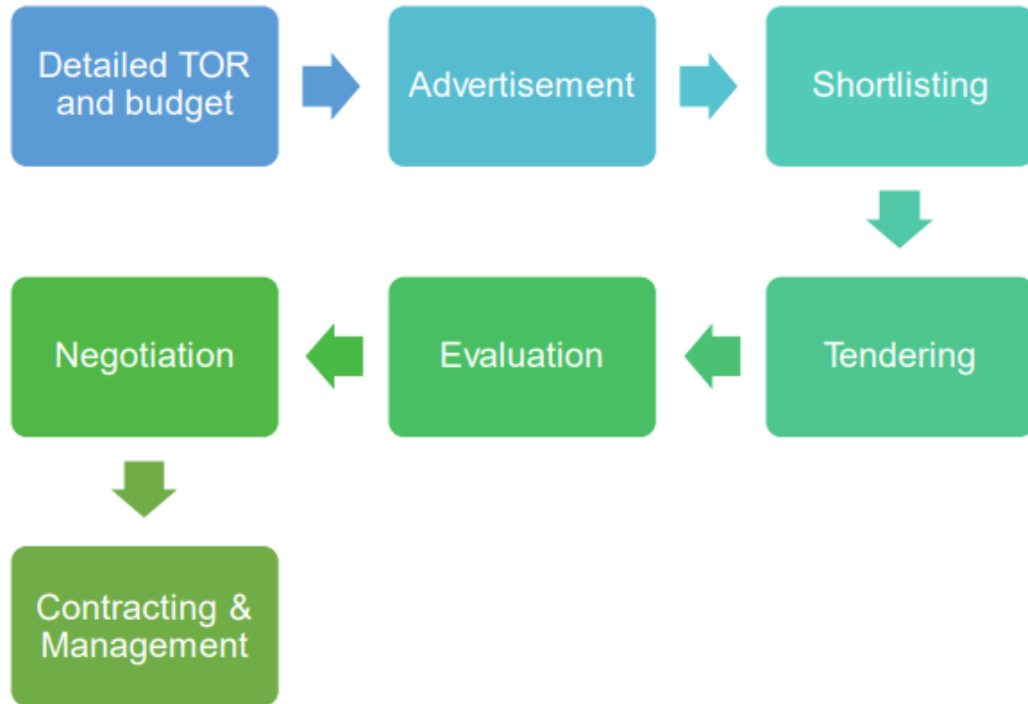 Detailed TOR
and budget
Advertisement
Shortlisting
Tendering
Evaluation
Negotiation
Contracting &
Management